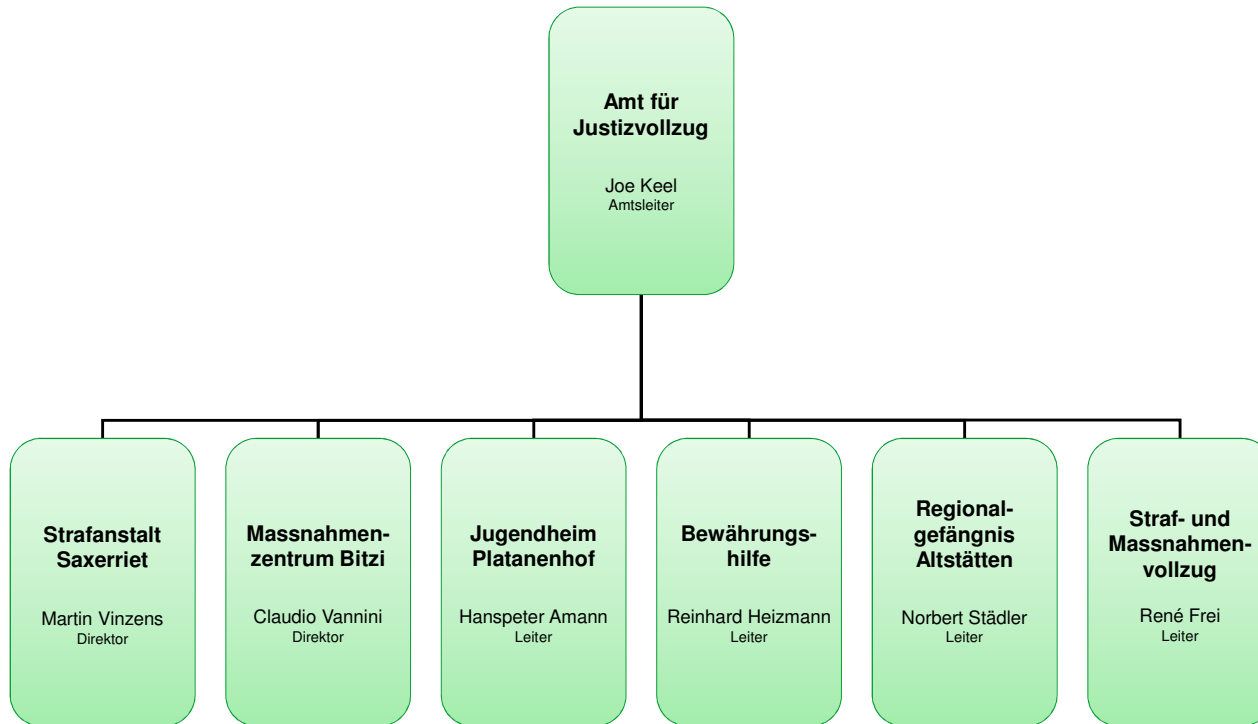 Amt für
Justizvollzug
Joe Keel
Amtsleiter
Strafanstalt
Saxerriet
Martin Vinzens
Direktor
Massnahmen-
zentrum Bitzi
Claudio Vannini
Direktor
Jugendheim
Platanenhof
Hanspeter Amann
Leiter
Bewährungs-
hilfe
Reinhard Heizmann
Leiter
Regional-
gefängnis
Altstätten
Norbert Städler
Leiter
Straf- und
Massnahmen-
vollzug
René Frei
Leiter